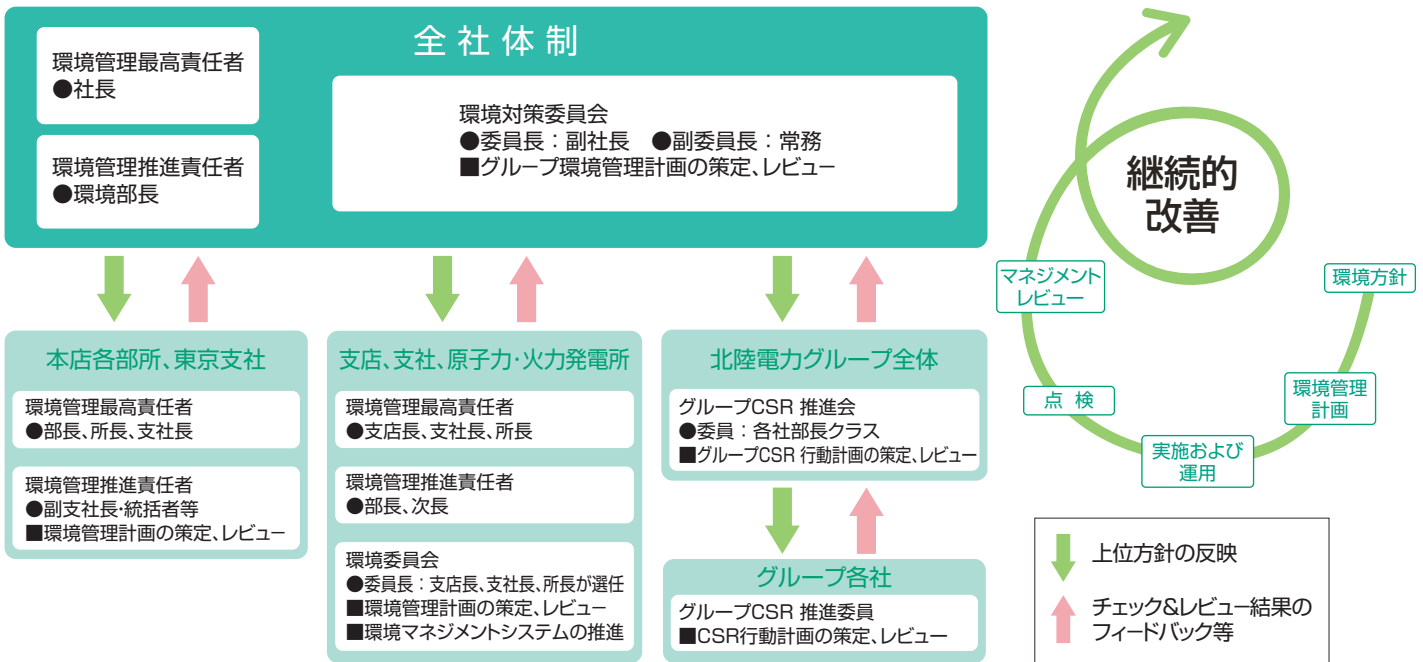 全社体制
環境管理最高責任者
●社長
環境管理推進責任者
●環境部長
環境対策委員会
●委員長：副社長　●副委員長：常務
■グループ環境管理計画の策定、レビュー
本店各部所、東京支社
環境管理最高責任者
●部長、所長、支社長
環境管理推進責任者
●副支社長・統括者等
■環境管理計画の策定、レビュー
支店、支社、原子力・火力発電所
環境管理最高責任者
●支店長、支社長、所長
環境管理推進責任者
●部長、次長
環境委員会
●委員長：支店長、支社長、所長が選任
■環境管理計画の策定、レビュー
■環境マネジメントシステムの推進
北陸電力グループ全体
グループCSR 推進会
●委員：各社部長クラス
■グループCSR 行動計画の策定、レビュー
グループ各社
グループCSR 推進委員
■CSR行動計画の策定、レビュー
継続的
改善
環境方針
環境管理
計画
実施および
運用
点 検
マネジメント
レビュー
上位方針の反映
チェック&レビュー結果の
フィードバック等